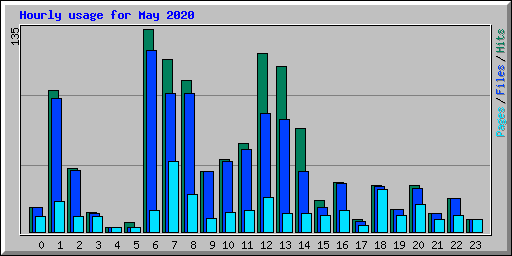 Hourly usage for May 2020
135
Pages / Files / Hits
0 1 2 3 4 5 6 7 8 9 10 11 12 13 14 15 16 17 18 19 20 21 22 23